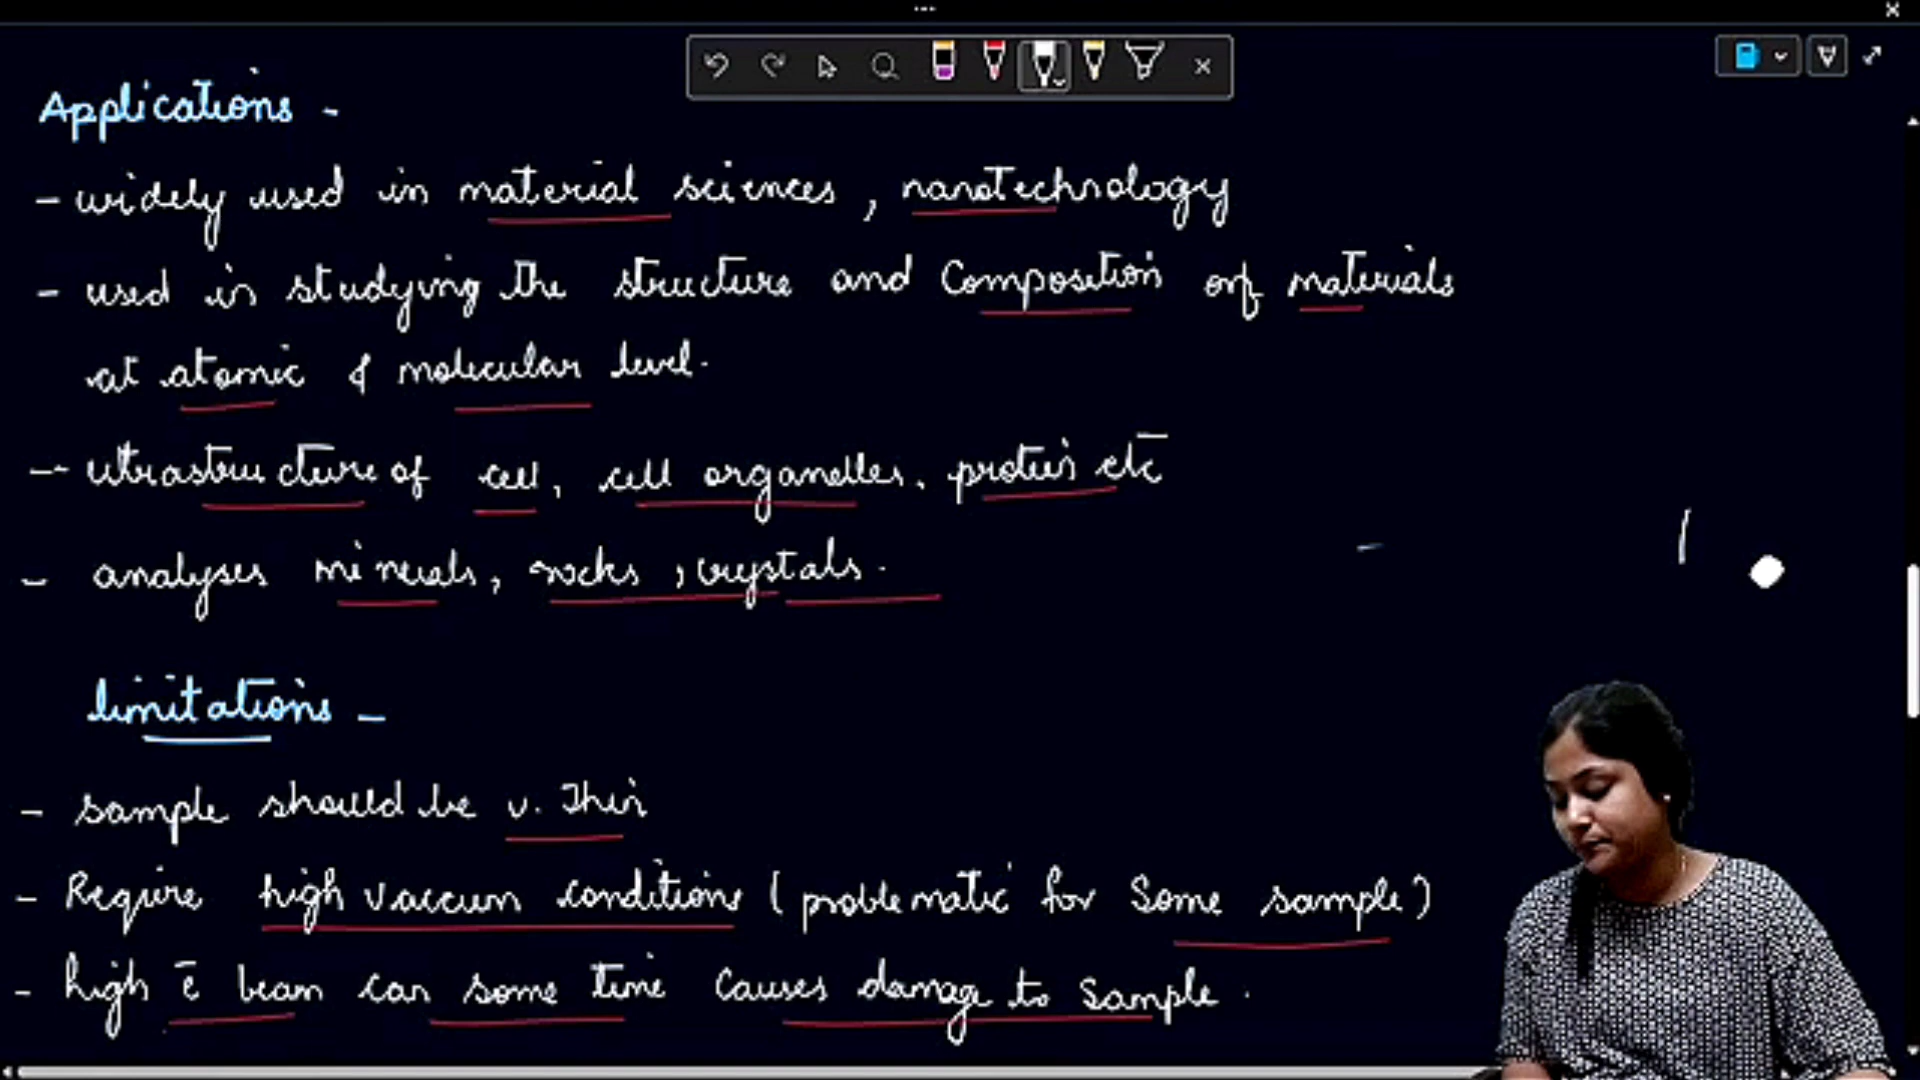 Applications -
- widely used in material sciences, nanotechnology
- used in studying the structure and Composition of materials
at atomic & molecular level.
- ultrastructure of cell, cell organelles, protein etc
- analyses minerals, rocks, crystals.
limitations -
- sample should be v. thin
- Require high vaccum conditions (problematic for some sample)
- high e̅ beam can some time causes damage to sample.